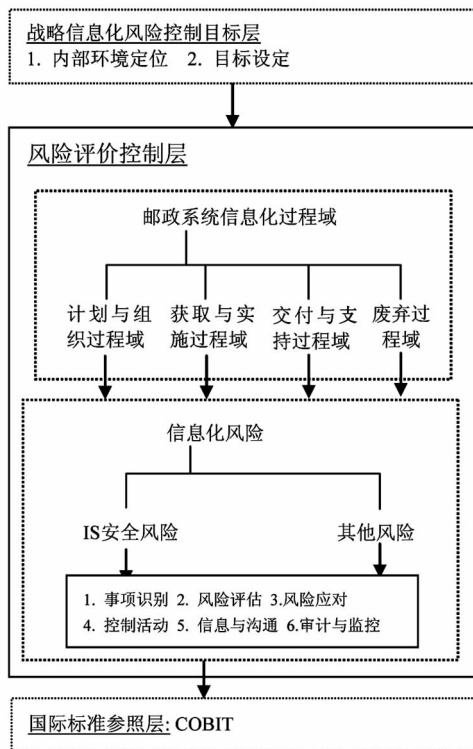 战略信息化风险控制目标层
1. 内部环境定位 2. 目标设定
风险评价控制层
邮政系统信息化过程域
计划与组织过程域
获取与实施过程域
交付与支持过程域
废弃过程域
信息化风险
IS安全风险
其他风险
1. 事项识别 2. 风险评估 3.风险应对
4. 控制活动 5. 信息与沟通 6.审计与监控
国际标准参照层: COBIT